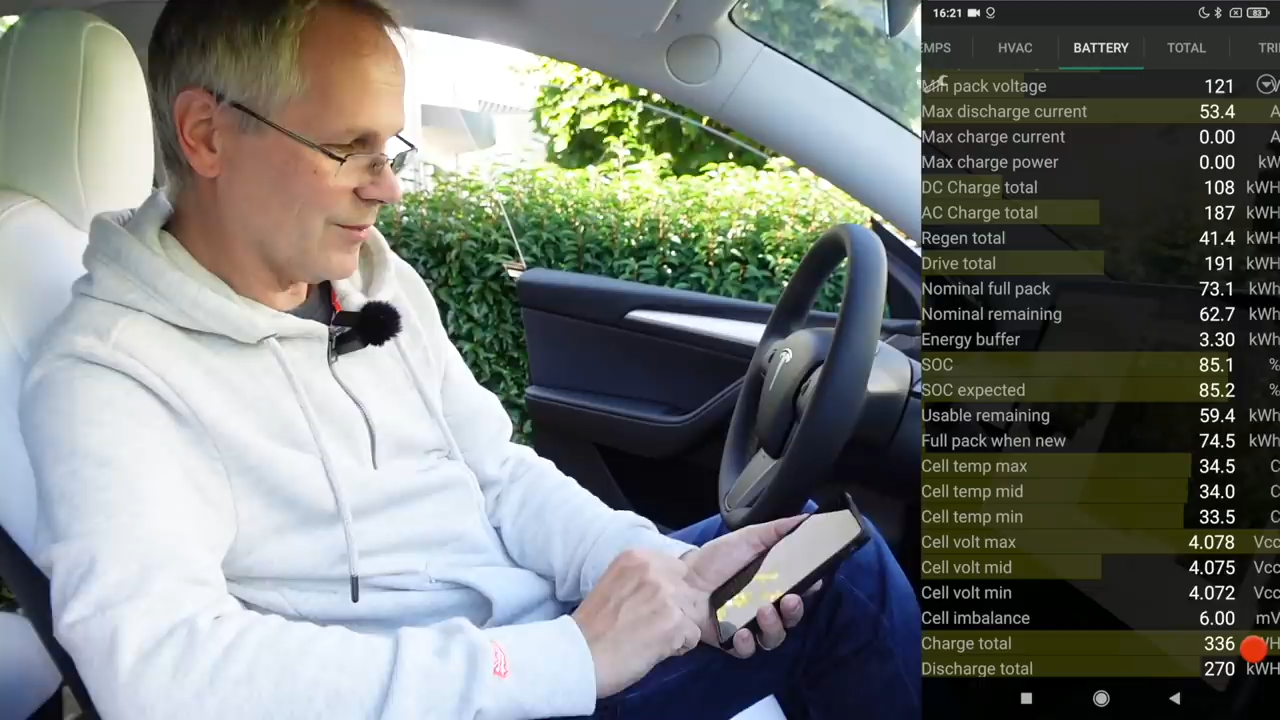 16:21
83
EMPS HVAC BATTERY TOTAL TRI
Min pack voltage 121 V
Max discharge current 53.4 A
Max charge current 0.00 A
Max charge power 0.00 kW
DC Charge total 108 kWH
AC Charge total 187 kWH
Regen total 41.4 kWH
Drive total 191 kWH
Nominal full pack 73.1 kWh
Nominal remaining 62.7 kWh
Energy buffer 3.30 kWh
SOC 85.1 %
SOC expected 85.2 %
Usable remaining 59.4 kWh
Full pack when new 74.5 kWh
Cell temp max 34.5 C
Cell temp mid 34.0 C
Cell temp min 33.5 C
Cell volt max 4.078 Vcc
Cell volt mid 4.075 Vcc
Cell volt min 4.072 Vcc
Cell imbalance 6.00 mV
Charge total 336 WH
Discharge total 270 kWH